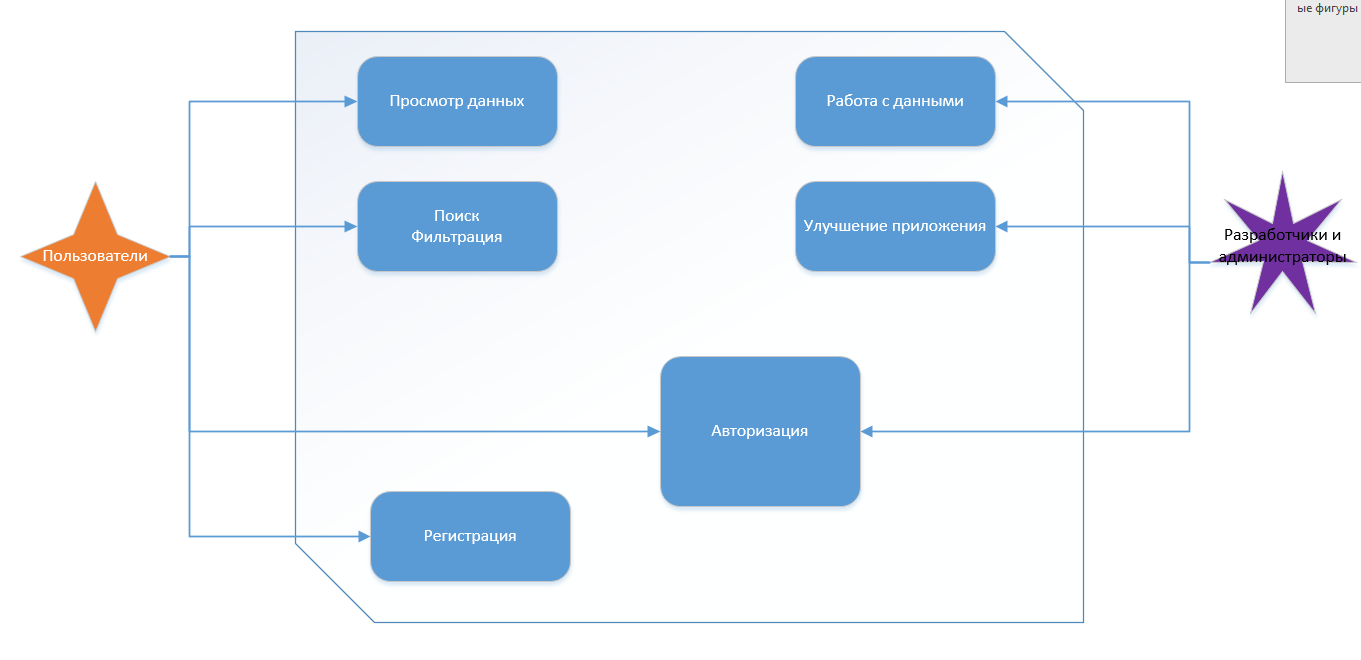 ые фигуры
Просмотр данных
Работа с данными
Поиск
Фильтрация
Улучшение приложения
Пользователи
Разработчики и
администраторы
Авторизация
Регистрация